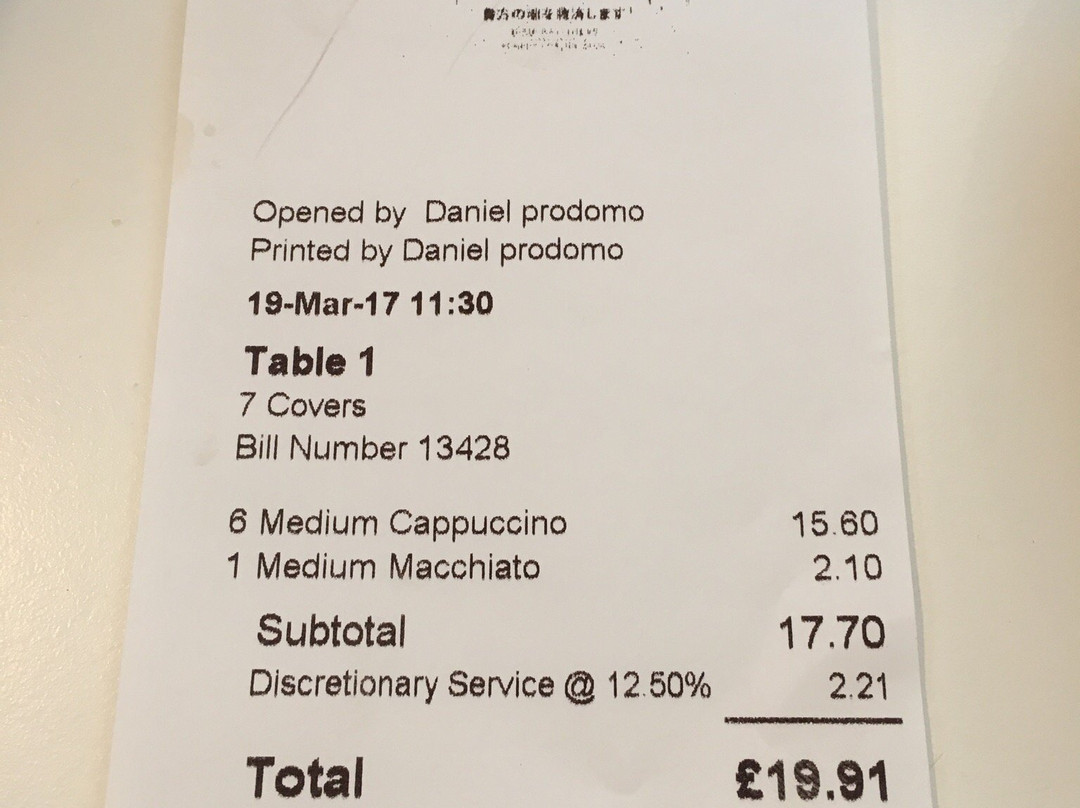 Opened by Daniel prodomo
Printed by Daniel prodomo
19-Mar-17 11:30
Table 1
7 Covers
Bill Number 13428
6 Medium Cappuccino 15.60
1 Medium Macchiato 2.10
Subtotal 17.70
Discretionary Service @ 12.50% 2.21
Total £19.91